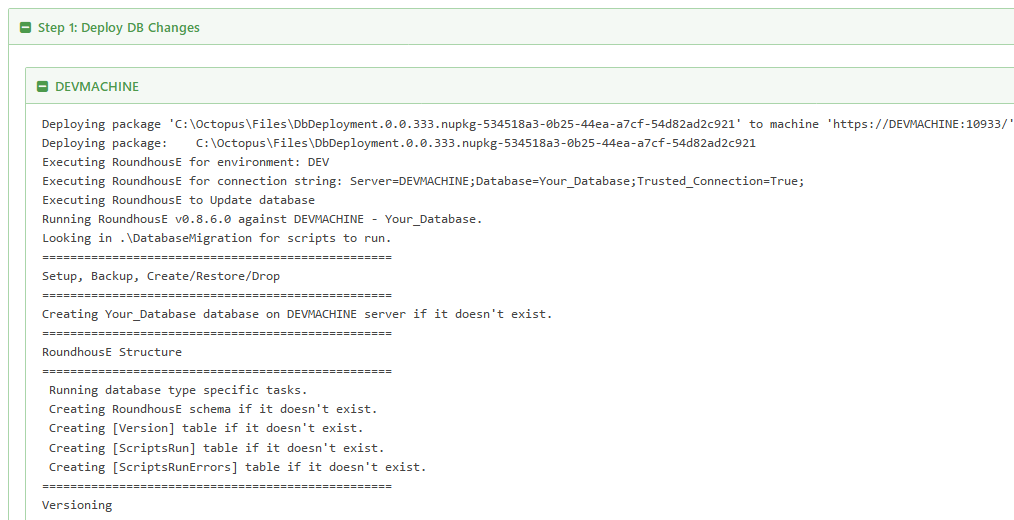 Step 1: Deploy DB Changes
DEVMACHINE
Deploying package 'C:\Octopus\Files\DbDeployment.0.0.333.nupkg-534518a3-0b25-44ea-a7cf-54d82ad2c921' to machine 'https://DEVMACHINE:10933/'
Deploying package:    C:\Octopus\Files\DbDeployment.0.0.333.nupkg-534518a3-0b25-44ea-a7cf-54d82ad2c921
Executing RoundhousE for environment: DEV
Executing RoundhousE for connection string: Server=DEVMACHINE;Database=Your_Database;Trusted_Connection=True;
Executing RoundhousE to Update database
Running RoundhousE v0.8.6.0 against DEVMACHINE - Your_Database.
Looking in .\DatabaseMigration for scripts to run.
==================================================
Setup, Backup, Create/Restore/Drop
==================================================
Creating Your_Database database on DEVMACHINE server if it doesn't exist.
==================================================
RoundhousE Structure
==================================================
 Running database type specific tasks.
 Creating RoundhousE schema if it doesn't exist.
 Creating [Version] table if it doesn't exist.
 Creating [ScriptsRun] table if it doesn't exist.
 Creating [ScriptsRunErrors] table if it doesn't exist.
==================================================
Versioning